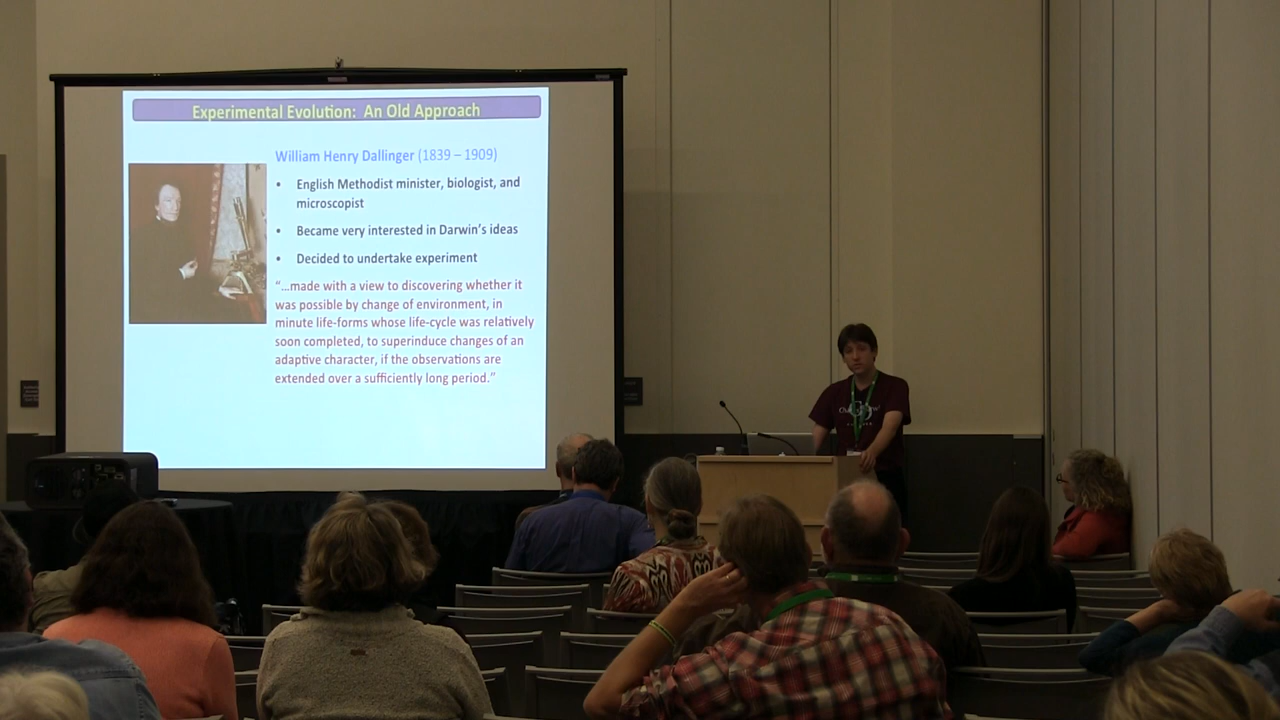 Experimental Evolution: An Old Approach
William Henry Dallinger (1839 – 1909)
• English Methodist minister, biologist, and
microscopist
• Became very interested in Darwin's ideas
• Decided to undertake experiment
"...made with a view to discovering whether it
was possible by change of environment, in
minute life-forms whose life-cycle was relatively
soon completed, to superinduce changes of an
adaptive character, if the observations are
extended over a sufficiently long period."